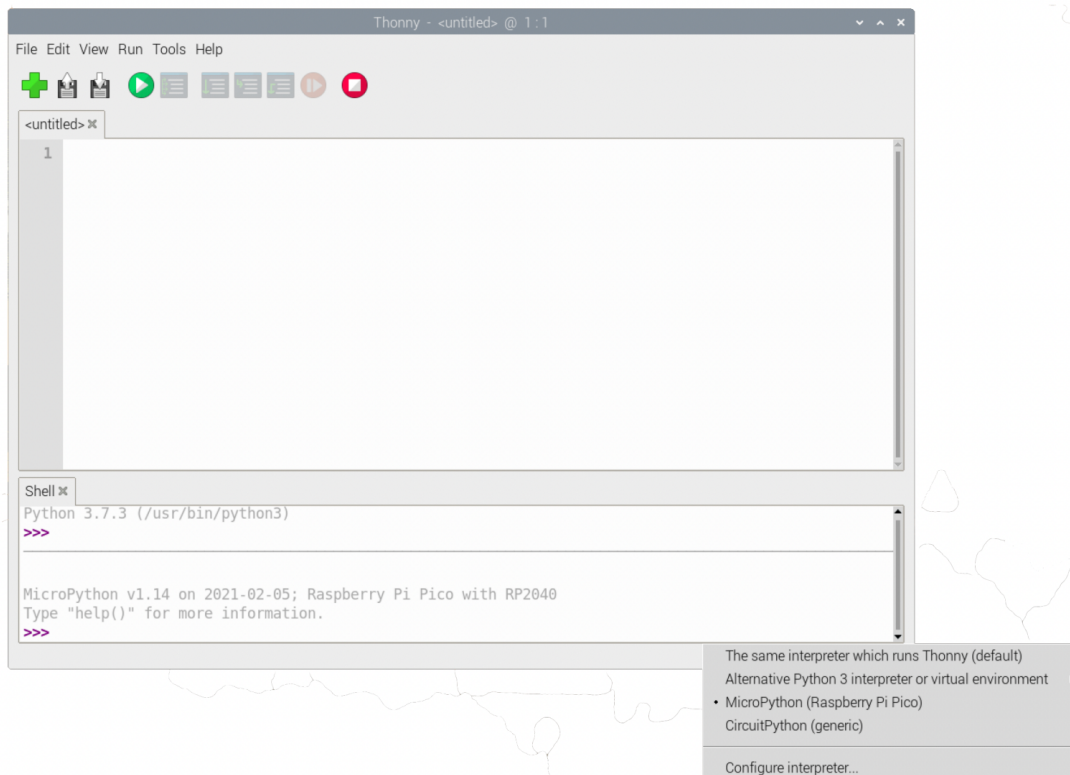 Thonny - <untitled> @ 1:1
File Edit View Run Tools Help
<untitled>
1
Shell
Python 3.7.3 (/usr/bin/python3)
>>>
MicroPython v1.14 on 2021-02-05; Raspberry Pi Pico with RP2040
Type "help()" for more information.
>>>
The same interpreter which runs Thonny (default)
Alternative Python 3 interpreter or virtual environment
• MicroPython (Raspberry Pi Pico)
CircuitPython (generic)
Configure interpreter...